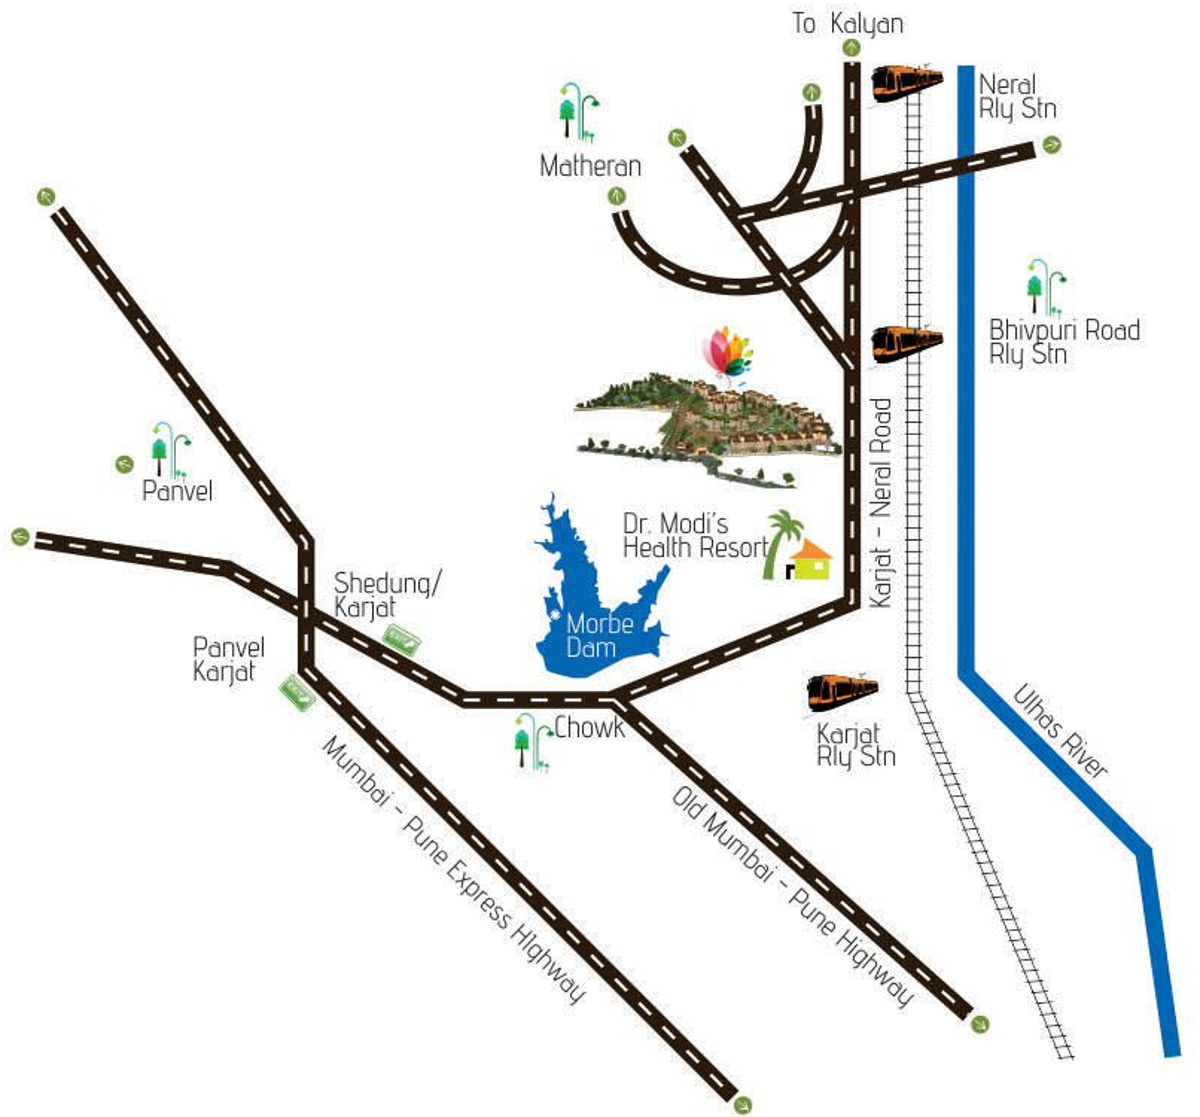 To Kalyan
Neral
Rly Stn
Matheran
Bhivpuri Road
Rly Stn
Karjat - Neral Road
Panvel
Dr. Modi's
Health Resort
Shedung/
Karjat
EXIT
Morbe
Dam
Panvel
Karjat
EXIT
Chowk
Karjat
Rly Stn
Ulhas River
Mumbai - Pune Express HIghway
Old Mumbai - Pune Highway